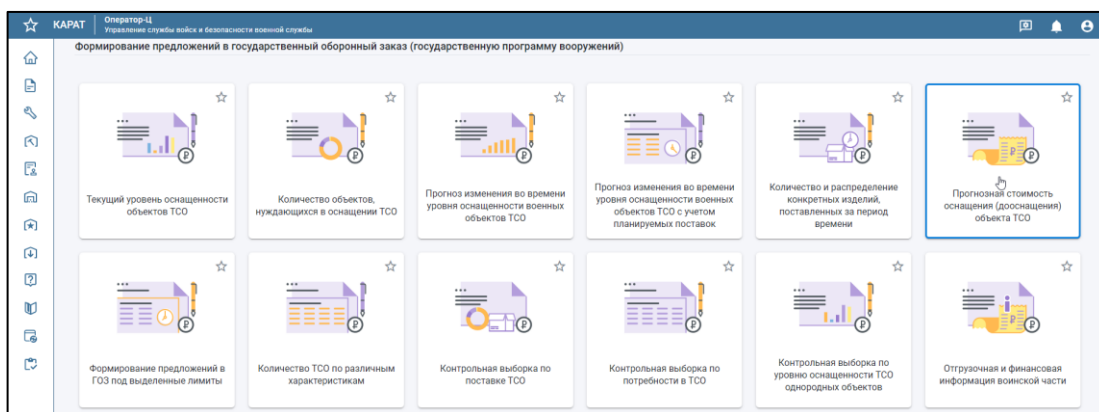 КАРАТ
Оператор-Ц
Управление службы войск и безопасности военной службы
Формирование предложений в государственный оборонный заказ (государственную программу вооружений)
Текущий уровень оснащенности
объектов ТСО
Количество объектов,
нуждающихся в оснащении ТСО
Прогноз изменения во времени
уровня оснащенности военных
объектов ТСО
Прогноз изменения во времени
уровня оснащенности военных
объектов ТСО с учетом
планируемых поставок
Количество и распределение
конкретных изделий,
поставленных за период
времени
Прогнозная стоимость
оснащения (дооснащения)
объекта ТСО
Формирование предложений в
ГОЗ под выделенные лимиты
Количество ТСО по различным
характеристикам
Контрольная выборка по
поставке ТСО
Контрольная выборка по
потребности в ТСО
Контрольная выборка по
уровню оснащенности ТСО
однородных объектов
Отгрузочная и финансовая
информация воинской части